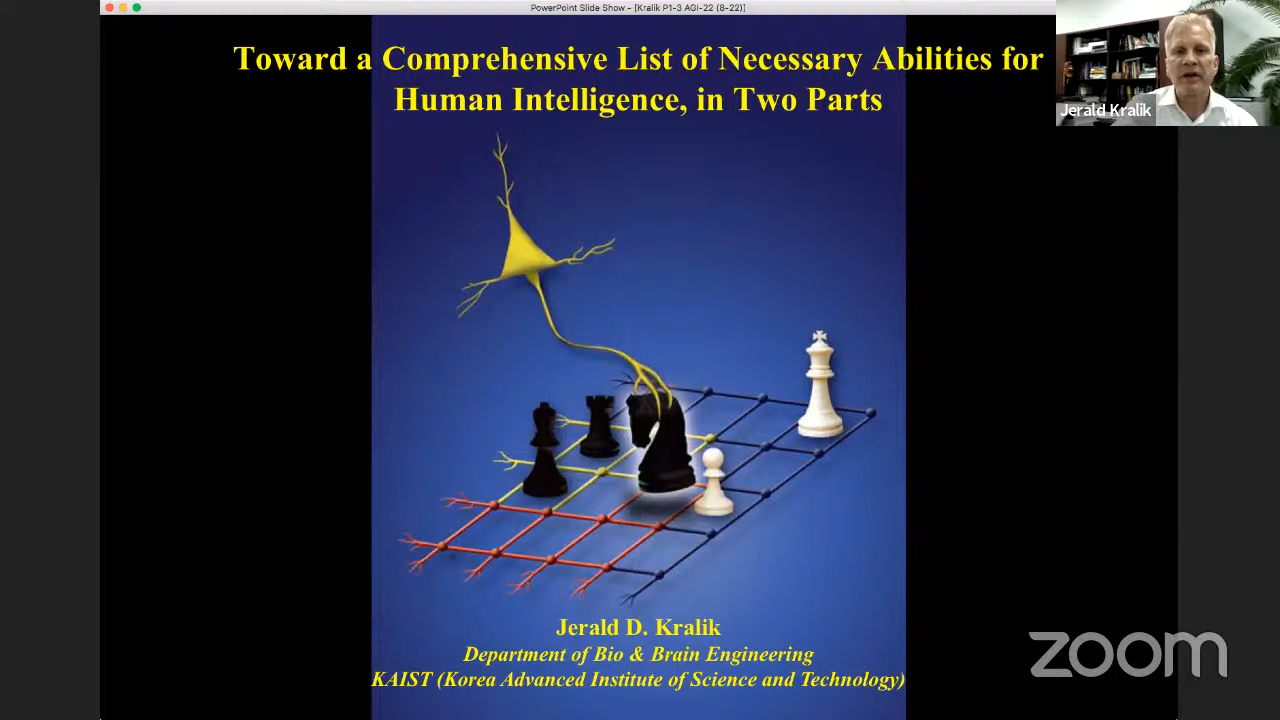 PowerPoint Slide Show - [Kralik P1-3 AGI-22 (8-22)]
Toward a Comprehensive List of Necessary Abilities for
Human Intelligence, in Two Parts
Jerald Kralik
Jerald D. Kralik
Department of Bio & Brain Engineering
KAIST (Korea Advanced Institute of Science and Technology)
zoom